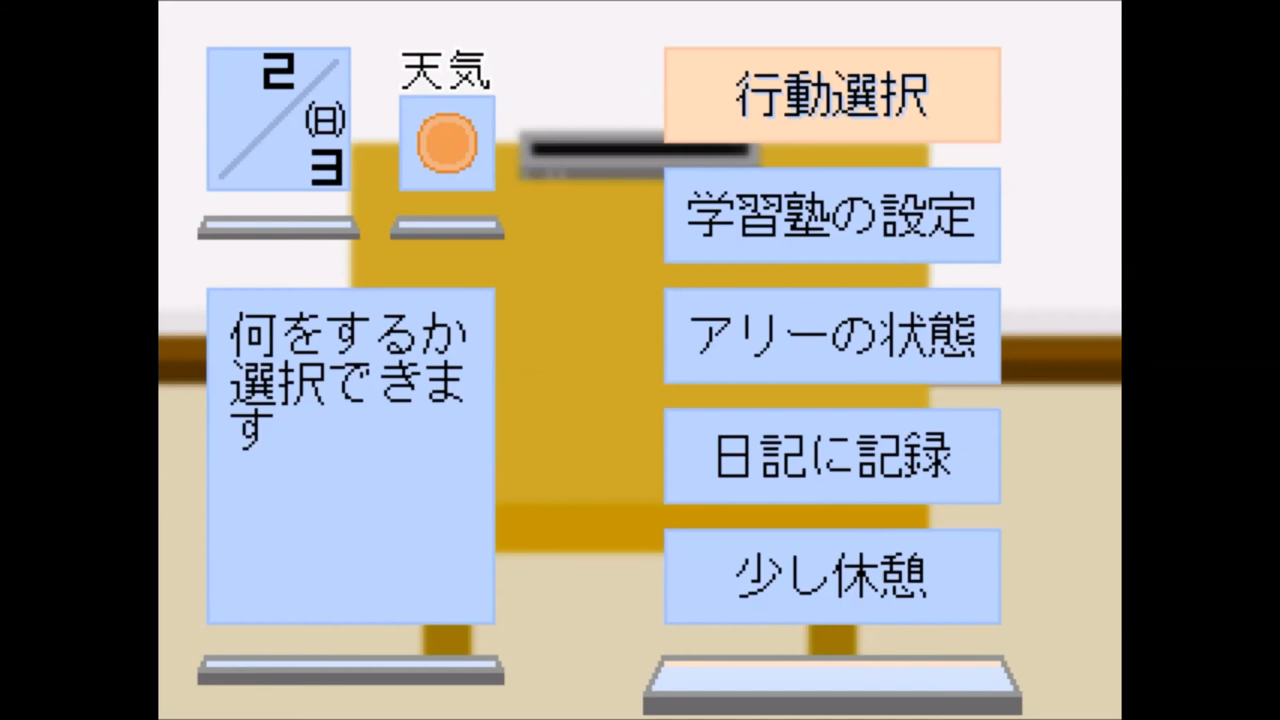 2
(日)
3
天気
何をするか
選択できま
す
行動選択
学習塾の設定
アリーの状態
日記に記録
少し休憩